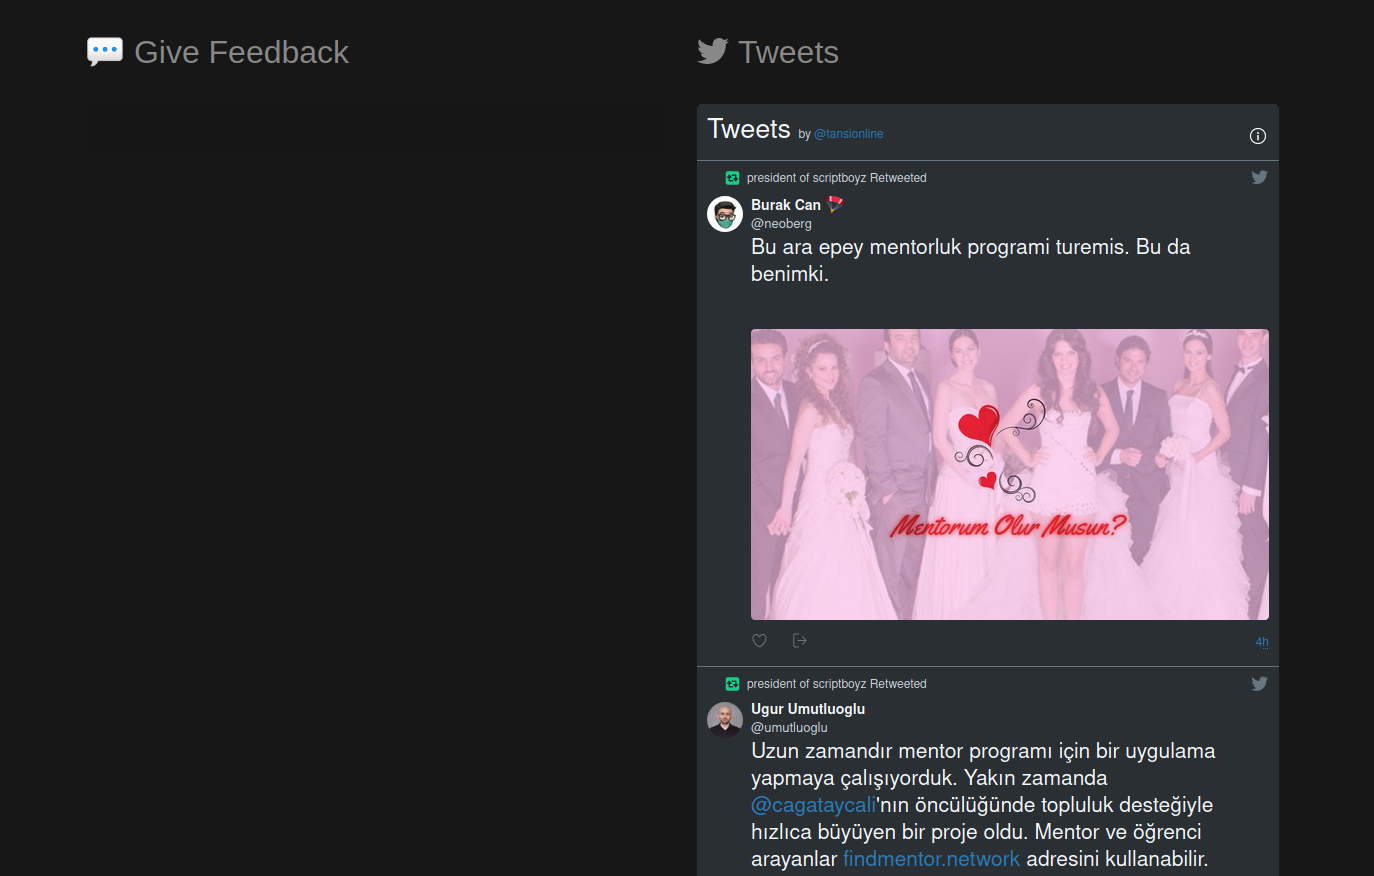 Give Feedback
Tweets
Tweets by @tansionline
president of scriptboyz Retweeted
Burak Can
@neoberg
Bu ara epey mentorluk programi turemis. Bu da
benimki.
Mentorum Olur Musun?
4h
president of scriptboyz Retweeted
Ugur Umutluoglu
@umutluoglu
Uzun zamandır mentor programı için bir uygulama
yapmaya çalışıyorduk. Yakın zamanda
@cagataycali'nın öncülüğünde topluluk desteğiyle
hızlıca büyüyen bir proje oldu. Mentor ve öğrenci
arayanlar findmentor.network adresini kullanabilir.